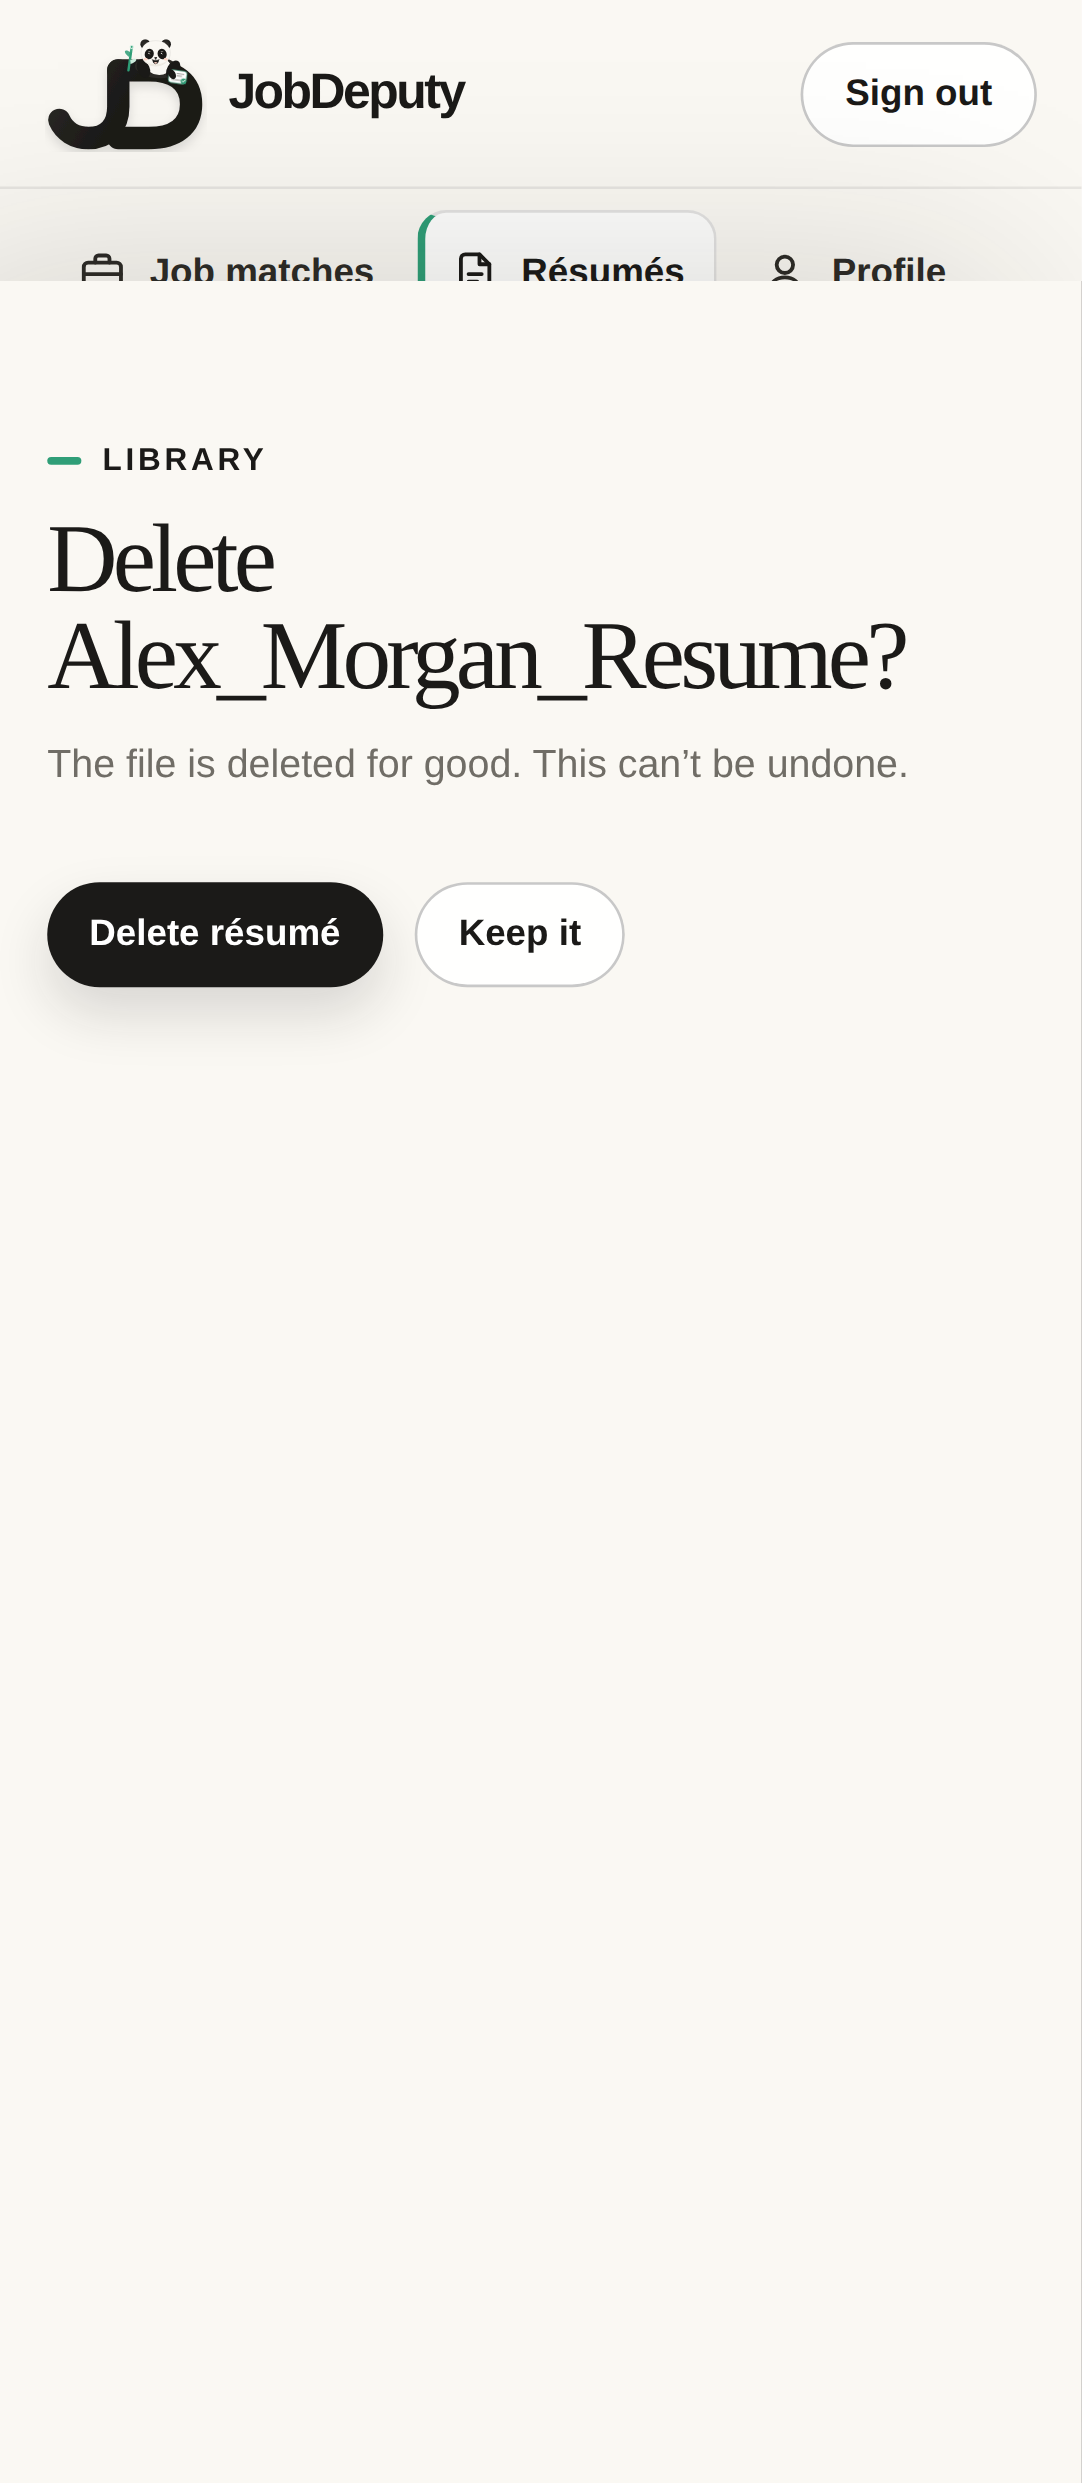 JobDeputy
Sign out
Job matches
Résumés
Profile
LIBRARY
Delete
Alex_Morgan_Resume?
The file is deleted for good. This can’t be undone.
Delete résumé
Keep it